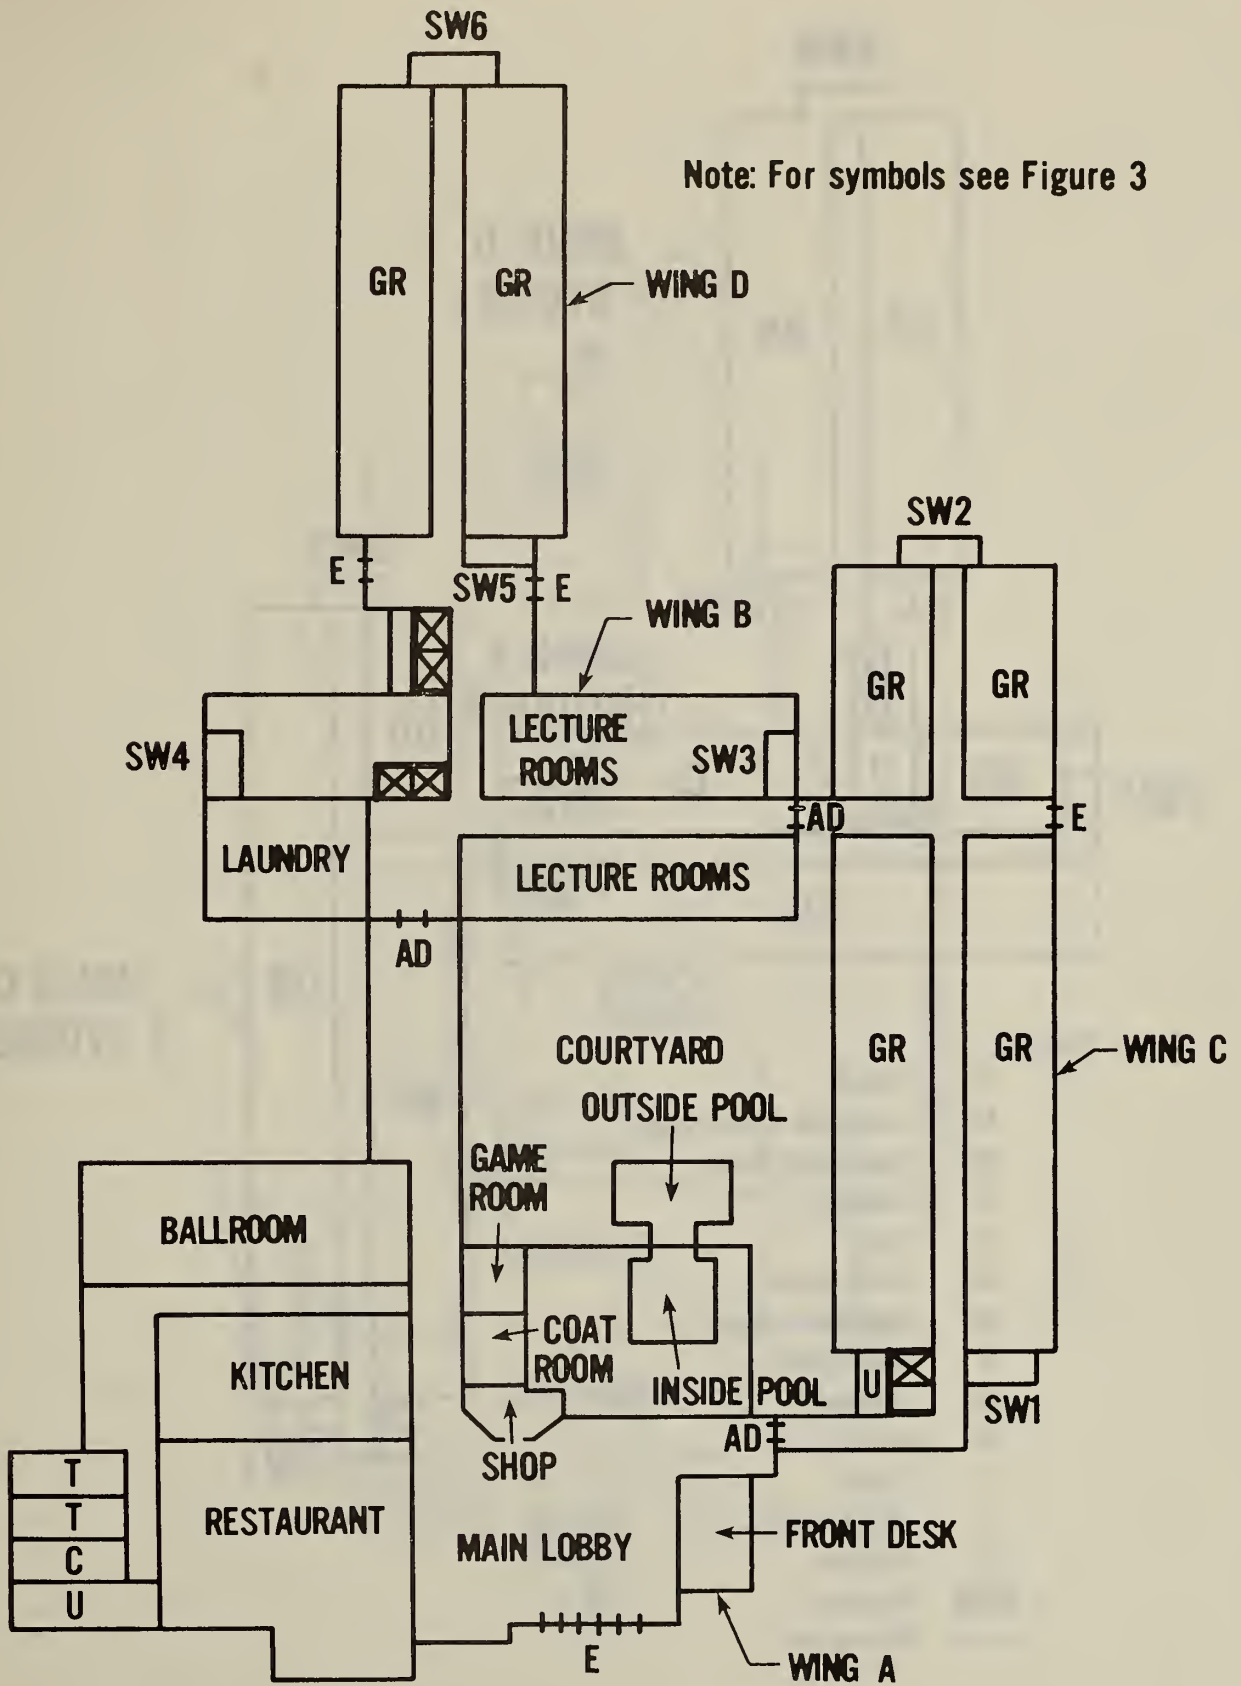 SW6
Note: For symbols see Figure 3
GR
GR
WING D
SW2
E
SW5
E
WING B
GR
GR
LECTURE
ROOMS
SW4
SW3
AD
E
LAUNDRY
LECTURE ROOMS
AD
COURTYARD
GR
GR
WING C
OUTSIDE POOL
GAME
ROOM
BALLROOM
COAT
ROOM
KITCHEN
INSIDE POOL
U
SW1
AD
SHOP
T
T
RESTAURANT
FRONT DESK
MAIN LOBBY
C
U
E
WING A